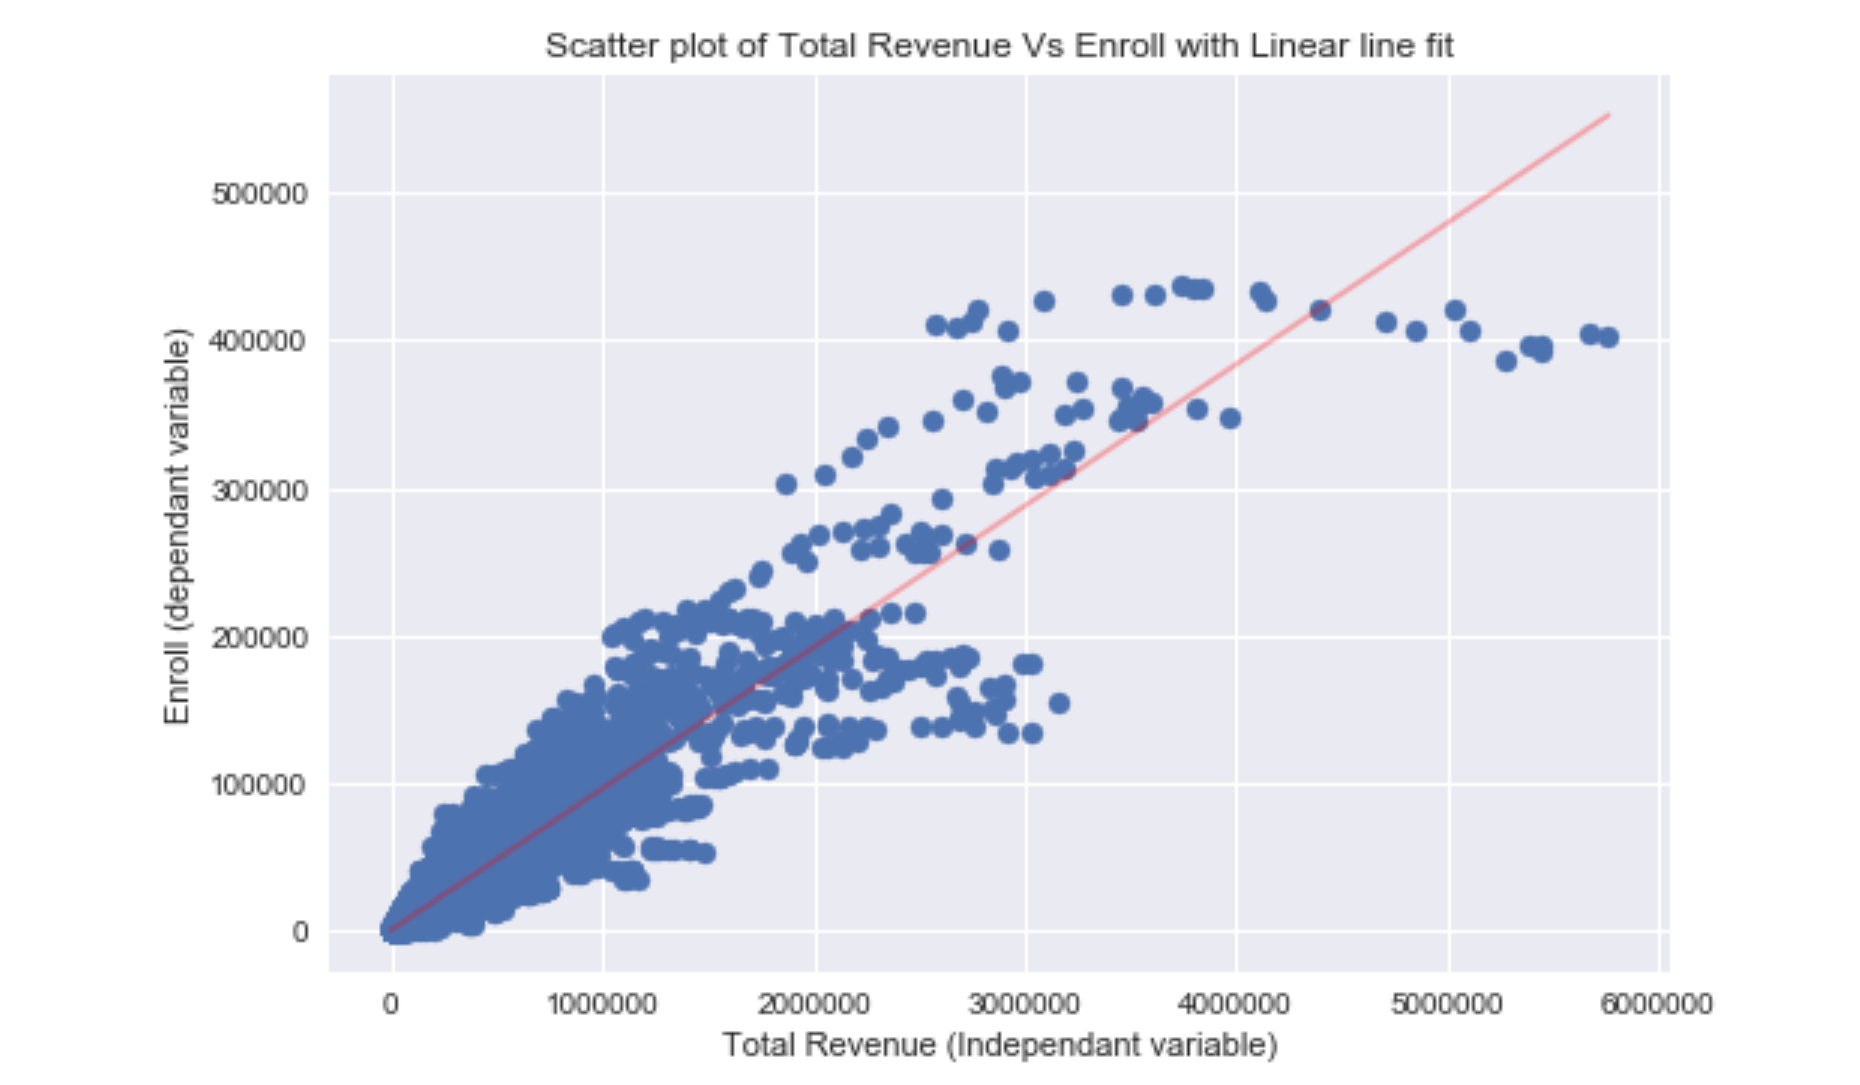 Scatter plot of Total Revenue Vs Enroll with Linear line fit
Enroll (dependant variable)
500000
400000
300000
200000
100000
0
0 1000000 2000000 3000000 4000000 5000000 6000000
Total Revenue (Independant variable)